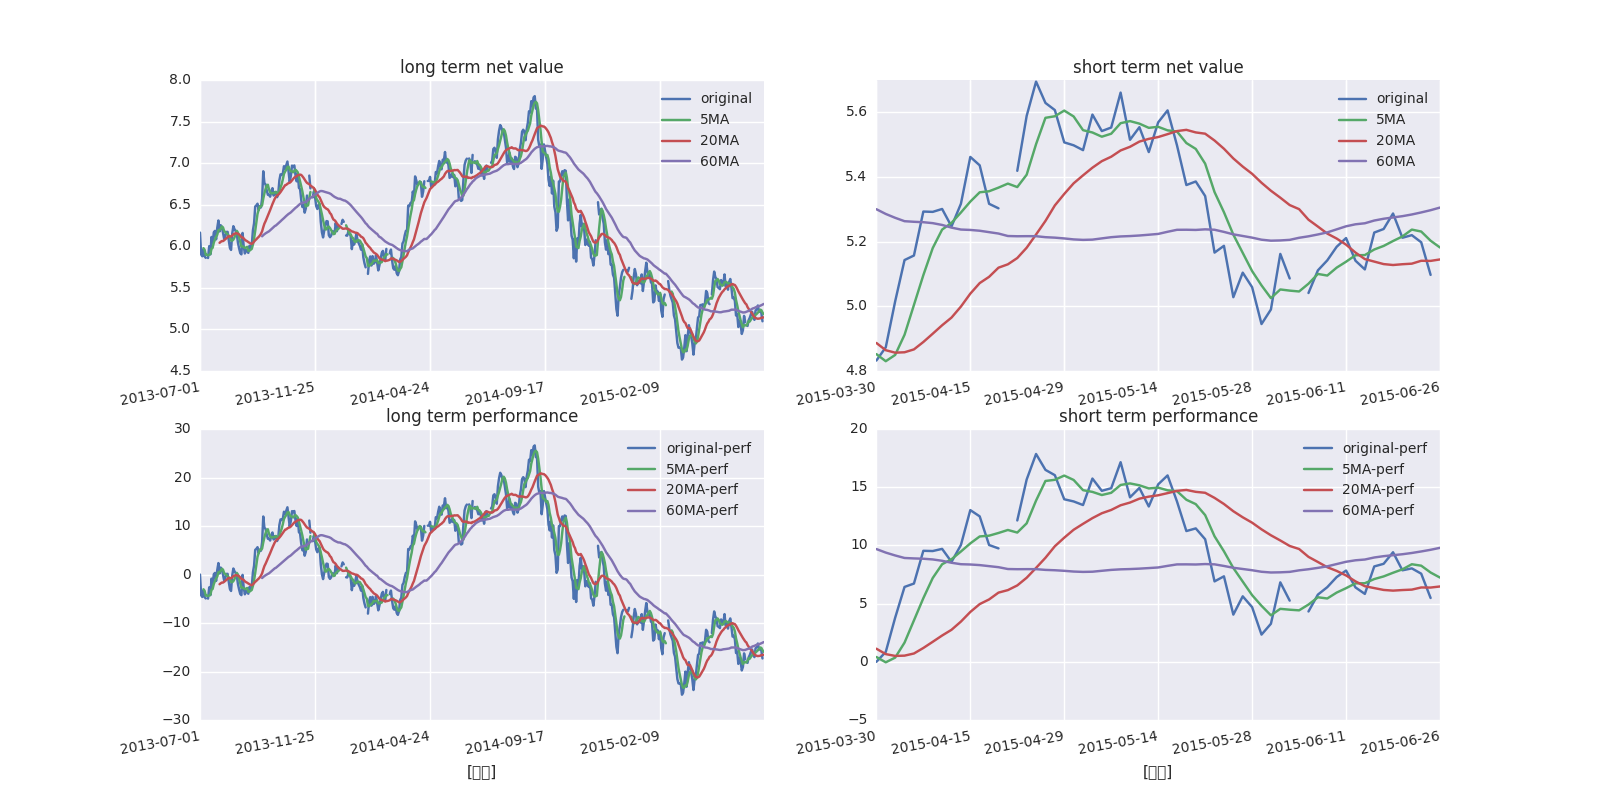 long term net value
8.0
7.5
7.0
6.5
6.0
5.5
5.0
4.5
original
5MA
20MA
60MA
2013-07-01
2013-11-25
2014-04-24
2014-09-17
2015-02-09
short term net value
5.6
5.4
5.2
5.0
4.8
original
5MA
20MA
60MA
2015-03-30
2015-04-15
2015-04-29
2015-05-14
2015-05-28
2015-06-11
2015-06-26
long term performance
30
20
10
0
−10
−20
−30
original-perf
5MA-perf
20MA-perf
60MA-perf
2013-07-01
2013-11-25
2014-04-24
2014-09-17
2015-02-09
short term performance
20
15
10
5
0
−5
original-perf
5MA-perf
20MA-perf
60MA-perf
2015-03-30
2015-04-15
2015-04-29
2015-05-14
2015-05-28
2015-06-11
2015-06-26